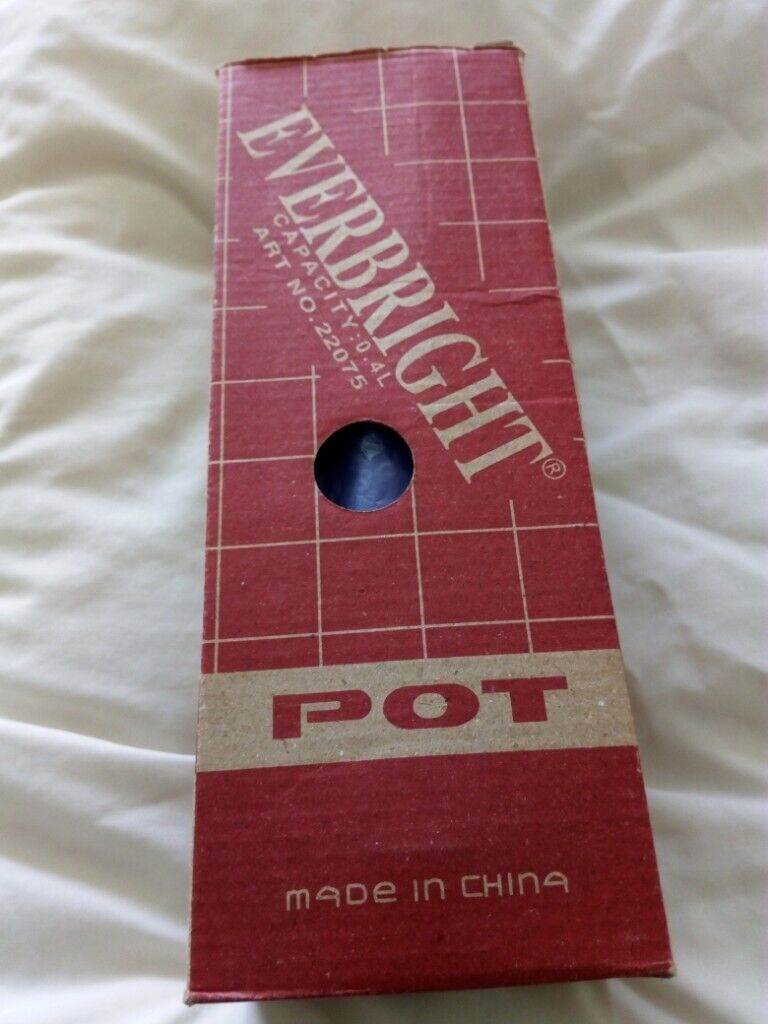 EVERBRIGHT®
CAPACITY:0.4L
ART NO.22075
POT
MADE IN CHINA